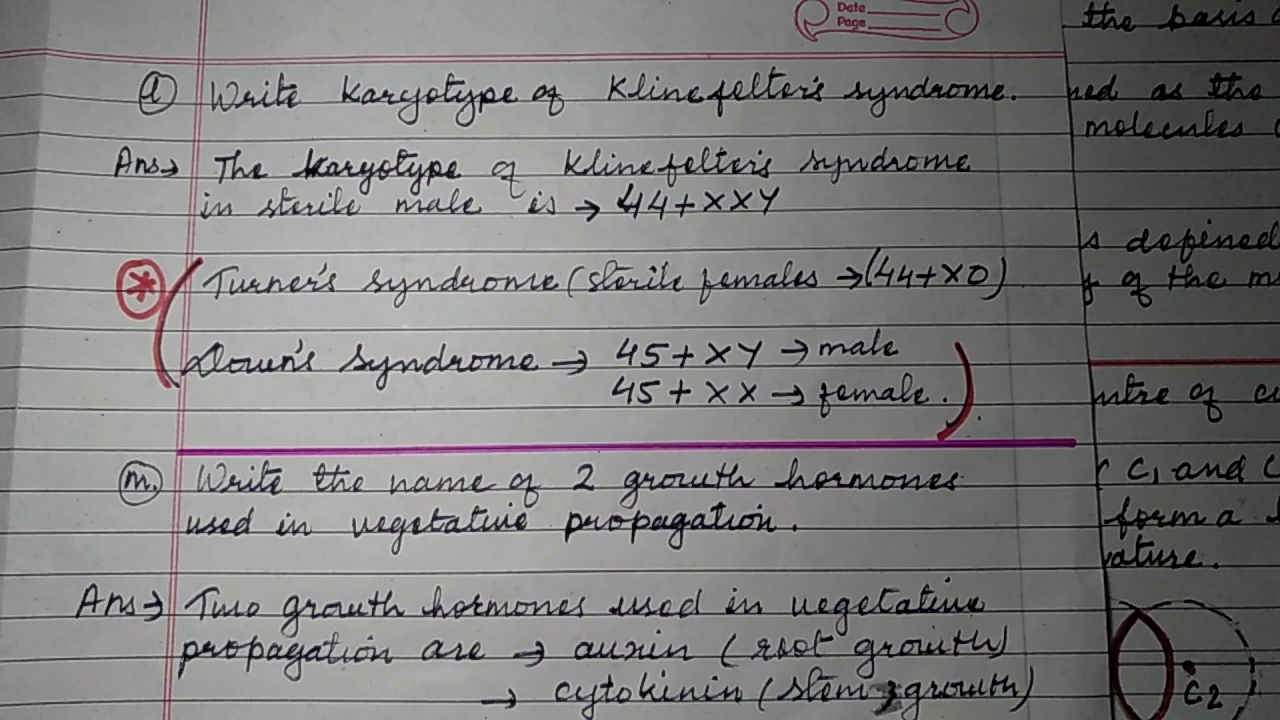 Date
Page
the basis
(l) Write Karyotype of Klinefelter's syndrome.
Ans→ The Karyotype of Klinefelter's syndrome
in sterile male is → 44+XXY
* (Turner's syndrome (sterile females →(44+XO)
Down's Syndrome → 45+XY → male
45+XX → female.)
(m.) Write the name of 2 growth hormones
used in vegetative propagation.
Ans→ Two growth hormones used in vegetative
propagation are → auxin (root growth)
→ cytokinin (stem growth)
as the
molecules
defined
of the
of
C1 and C
form a
C2